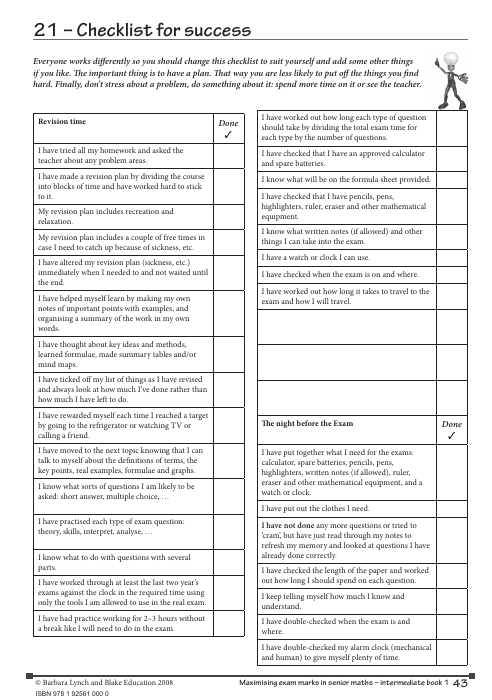 21 – Checklist for success
Everyone works differently so you should change this checklist to suit yourself and add some other things
if you like. The important thing is to have a plan. That way you are less likely to put off the things you find
hard. Finally, don't stress about a problem, do something about it: spend more time on it or see the teacher.
Revision time
Done
✓
I have tried all my homework and asked the
teacher about any problem areas.
I have made a revision plan by dividing the course
into blocks of time and have worked hard to stick
to it.
My revision plan includes recreation and
relaxation.
My revision plan includes a couple of free times in
case I need to catch up because of sickness, etc.
I have altered my revision plan (sickness, etc.)
immediately when I needed to and not waited until
the end.
I have helped myself learn by making my own
notes of important points with examples, and
organising a summary of the work in my own
words.
I have thought about key ideas and methods,
learned formulae, made summary tables and/or
mind maps.
I have ticked off my list of things as I have revised
and always look at how much I've done rather than
how much I have left to do.
I have rewarded myself each time I reached a target
by going to the refrigerator or watching TV or
calling a friend.
I have moved to the next topic knowing that I can
talk to myself about the definitions of terms, the
key points, real examples, formulae and graphs.
I know what sorts of questions I am likely to be
asked: short answer, multiple choice, …
I have practised each type of exam question:
theory, skills, interpret, analyse, …
I know what to do with questions with several
parts.
I have worked through at least the last two year's
exams against the clock in the required time using
only the tools I am allowed to use in the real exam.
I have had practice working for 2–3 hours without
a break like I will need to do in the exam.
I have worked out how long each type of question
should take by dividing the total exam time for
each type by the number of questions.
I have checked that I have an approved calculator
and spare batteries.
I know what will be on the formula sheet provided.
I have checked that I have pencils, pens,
highlighters, ruler, eraser and other mathematical
equipment.
I know what written notes (if allowed) and other
things I can take into the exam.
I have a watch or clock I can use.
I have checked when the exam is on and where.
I have worked out how long it takes to travel to the
exam and how I will travel.
The night before the Exam
Done
✓
I have put together what I need for the exams:
calculator, spare batteries, pencils, pens,
highlighters, written notes (if allowed), ruler,
eraser and other mathematical equipment, and a
watch or clock.
I have put out the clothes I need.
I have not done any more questions or tried to
'cram', but have just read through my notes to
refresh my memory and looked at questions I have
already done correctly.
I have checked the length of the paper and worked
out how long I should spend on each question.
I keep telling myself how much I know and
understand.
I have double-checked when the exam is and
where.
I have double-checked my alarm clock (mechanical
and human) to give myself plenty of time.
© Barbara Lynch and Blake Education 2008
Maximising exam marks in senior maths – intermediate book 1 43
ISBN 978 1 92561 000 0